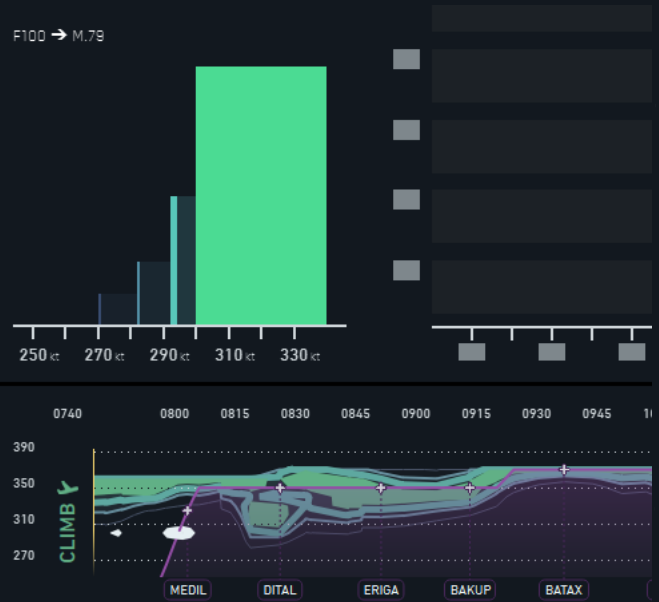 F100 → M.79
250 kt 270 kt 290 kt 310 kt 330 kt
0740 0800 0815 0830 0845 0900 0915 0930 0945
390
350
310
270
CLIMB
MEDIL DITAL ERIGA BAKUP BATAX